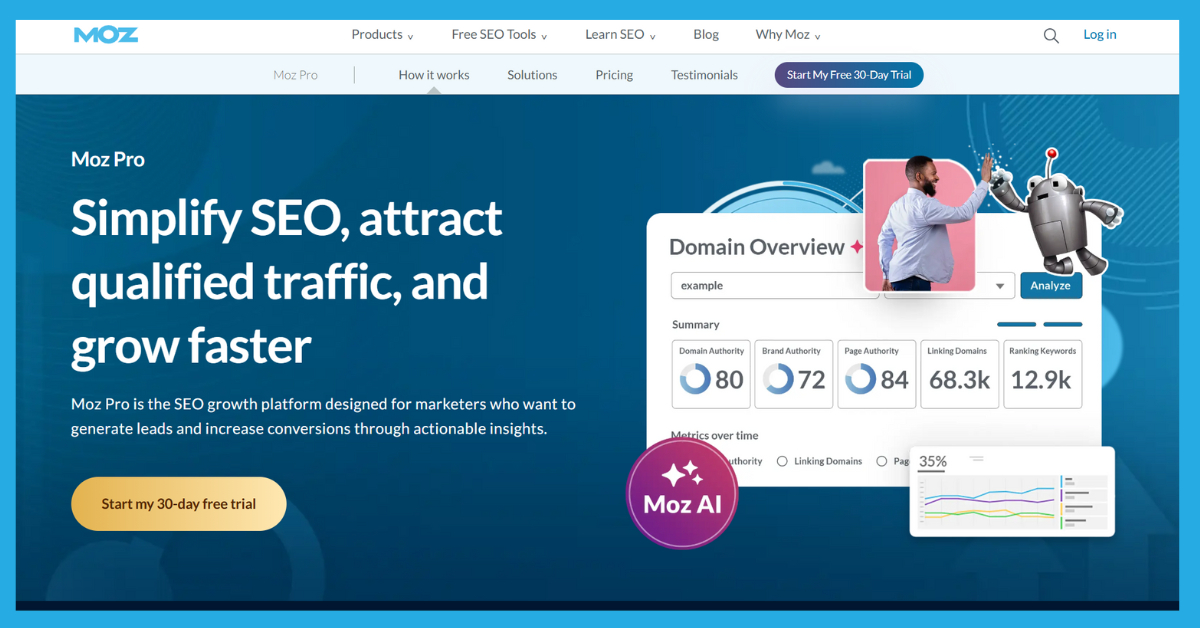 MOZ
Products
Free SEO Tools
Learn SEO
Blog
Why Moz
Log in
Moz Pro
How it works
Solutions
Pricing
Testimonials
Start My Free 30-Day Trial
Moz Pro
Simplify SEO, attract
qualified traffic, and
grow faster
Moz Pro is the SEO growth platform designed for marketers who want to
generate leads and increase conversions through actionable insights.
Start my 30-day free trial
Domain Overview
example
Analyze
Summary
Domain Authority
80
Brand Authority
72
Page Authority
84
Linking Domains
68.3k
Ranking Keywords
12.9k
Metrics over time
Linking Domains
35%
Moz AI